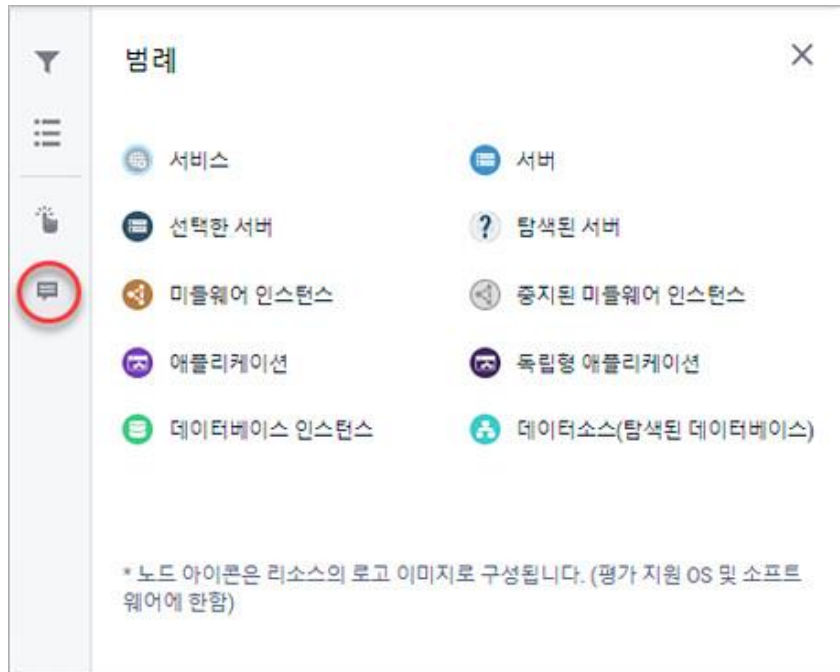 범례
서비스
서버
선택한 서버
탐색된 서버
미들웨어 인스턴스
중지된 미들웨어 인스턴스
애플리케이션
독립형 애플리케이션
데이터베이스 인스턴스
데이터소스(탐색된 데이터베이스)
* 노드 아이콘은 리소스의 로고 이미지로 구성됩니다. (평가 지원 OS 및 소프트
웨어에 한함)